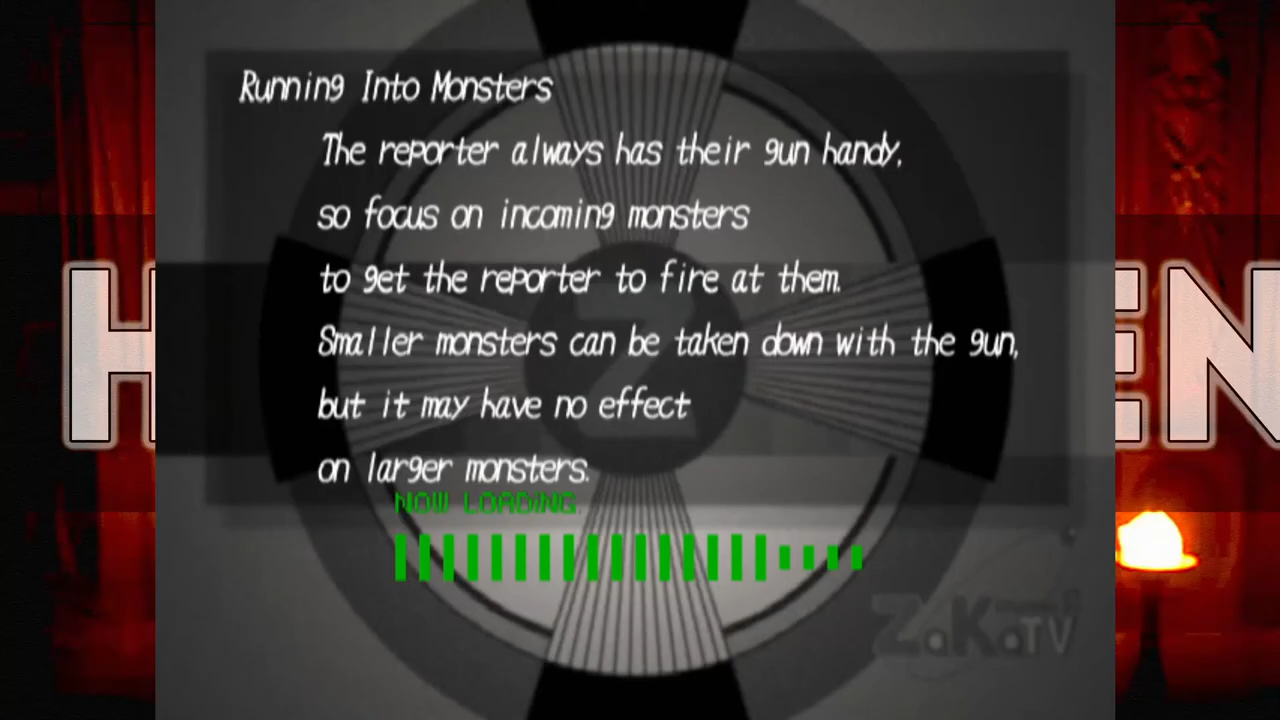 Running Into Monsters
The reporter always has their gun handy,
so focus on incoming monsters
to get the reporter to fire at them.
Smaller monsters can be taken down with the gun,
but it may have no effect
on larger monsters.
NOW LOADING
H EN
2
ZaKaTV